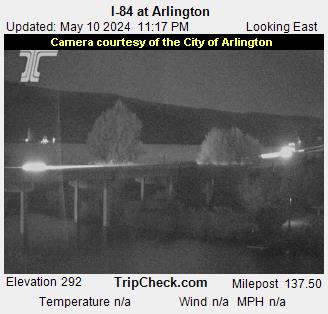 I-84 at Arlington
Updated: May 10 2024 11:17 PM Looking East
Camera courtesy of the City of Arlington
Elevation 292 TripCheck.com Milepost 137.50
Temperature n/a Wind n/a MPH n/a